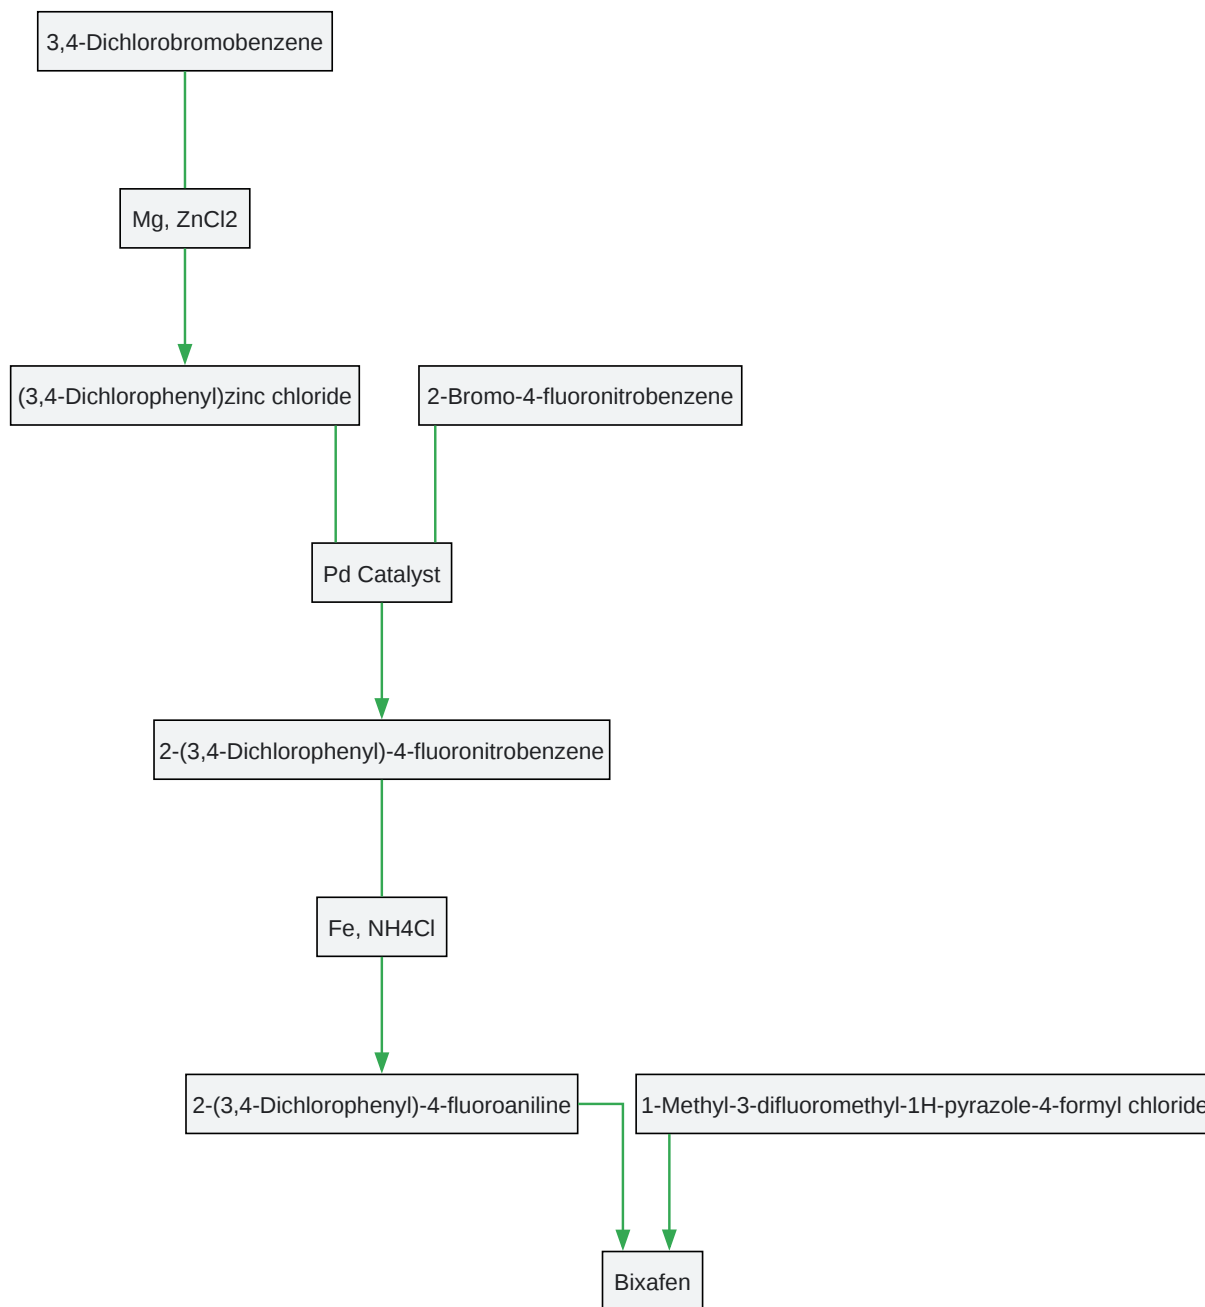 3,4-Dichlorobromobenzene
Mg, ZnCl2
(3,4-Dichlorophenyl)zinc chloride
2-Bromo-4-fluoronitrobenzene
Pd Catalyst
2-(3,4-Dichlorophenyl)-4-fluoronitrobenzene
Fe, NH4Cl
2-(3,4-Dichlorophenyl)-4-fluoroaniline
1-Methyl-3-difluoromethyl-1H-pyrazole-4-formyl chloride
Bixafen